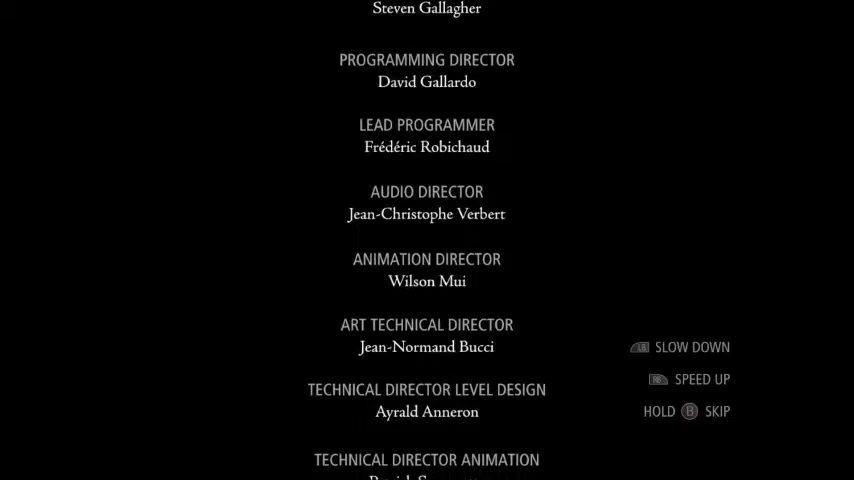 Steven Gallagher
PROGRAMMING DIRECTOR
David Gallardo
LEAD PROGRAMMER
Frédéric Robichaud
AUDIO DIRECTOR
Jean-Christophe Verbert
ANIMATION DIRECTOR
Wilson Mui
ART TECHNICAL DIRECTOR
Jean-Normand Bucci
LB SLOW DOWN
RB SPEED UP
TECHNICAL DIRECTOR LEVEL DESIGN
Ayrald Anneron
HOLD B SKIP
TECHNICAL DIRECTOR ANIMATION